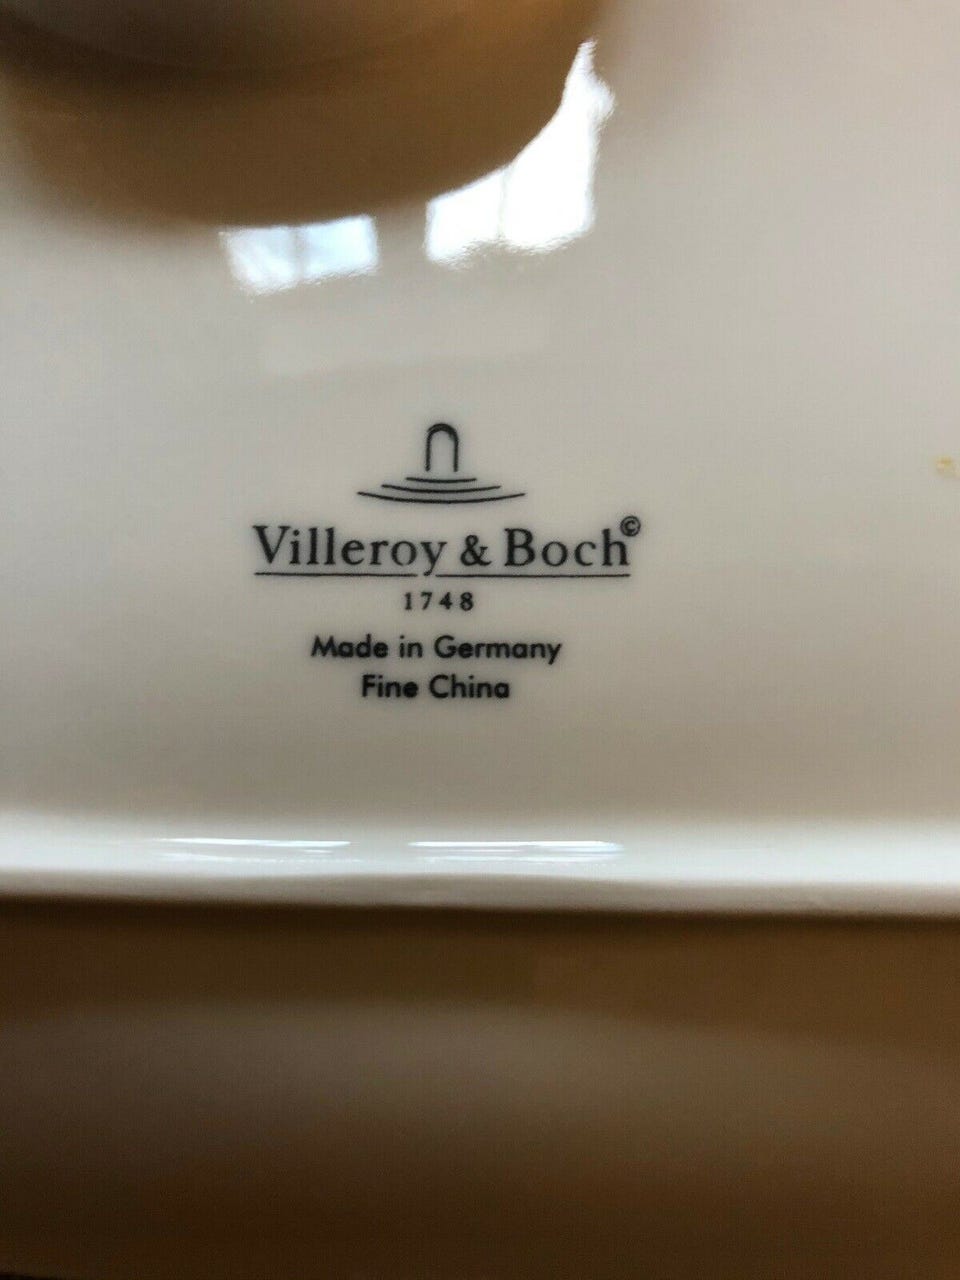 Villeroy & Boch©
1748
Made in Germany
Fine China